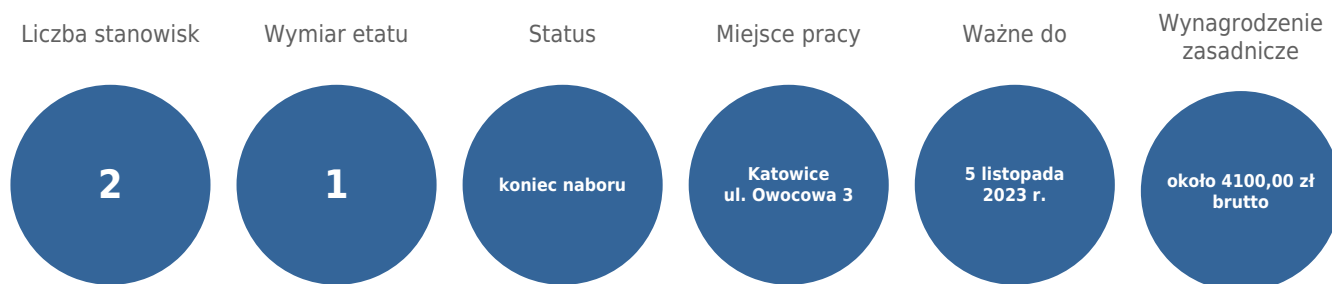 Liczba stanowisk
2
Wymiar etatu
1
Status
koniec naboru
Miejsce pracy
Katowice
ul. Owocowa 3
Ważne do
5 listopada
2023 r.
Wynagrodzenie
zasadnicze
około 4100,00 zł
brutto